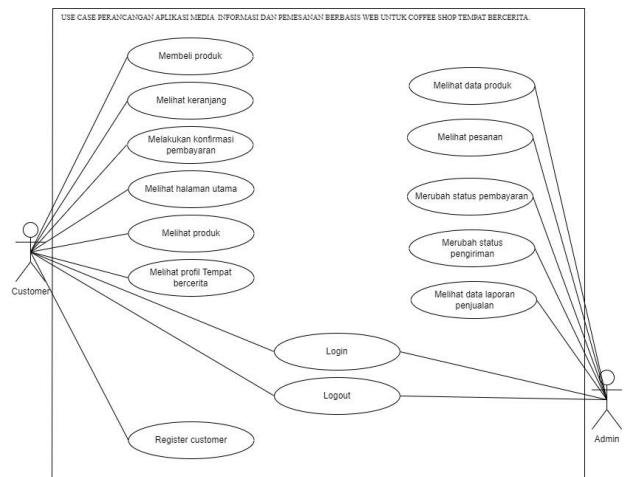 USE CASE PERANCANGAN APLIKASI MEDIA INFORMASI DAN PEMESANAN BERBASIS WEB UNTUK COFFEE SHOP TEMPAT BERCERITA.
Membeli produk
Melihat keranjang
Melakukan konfirmasi
pembayaran
Melihat halaman utama
Melihat produk
Melihat profil Tempat
bercerita
Customer
Melihat data produk
Melihat pesanan
Merubah status pembayaran
Merubah status
pengiriman
Melihat data laporan
penjualan
Login
Logout
Register customer
Admin